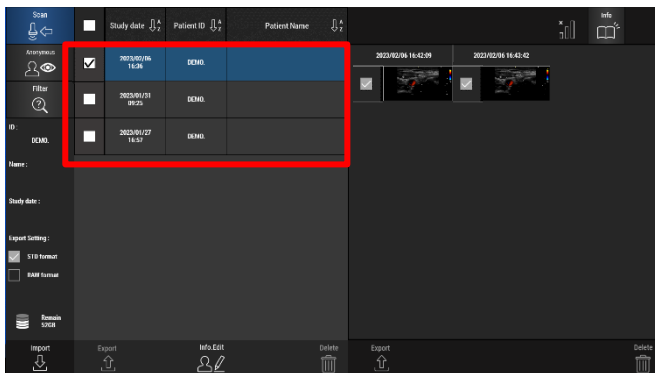 Scan
Study date
Patient ID
Patient Name
Info
Anonymous
Filter
ID :
DEMO.
Name :
Study date :
Export Setting :
STD format
RAW format
Remain
52GB
Import
2023/02/06
16:36
DEMO.
2023/01/31
09:25
DEMO.
2023/01/27
16:57
DEMO.
Export
Info.Edit
Delete
2023/02/06 16:42:09
2023/02/06 16:43:42
Export
Delete